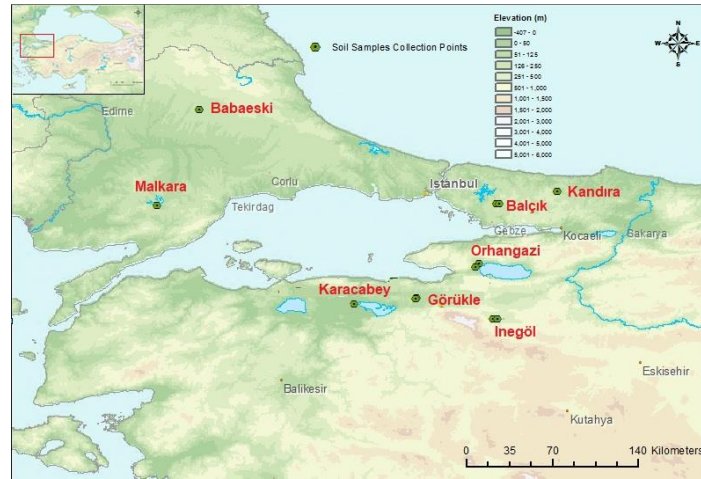 Elevation (m)
-407 - 0
0 - 50
51 - 125
126 - 250
251 - 500
501 - 1,000
1,001 - 1,500
1,501 - 2,000
2,001 - 3,000
3,001 - 4,000
4,001 - 5,000
5,001 - 6,000
Soil Samples Collection Points
N
W E
S
Edirne
Babaeski
Malkara
Corlu
Tekirdag
Istanbul
Kandıra
Balçık
Gebze
Kocaeli
Sakarya
Orhangazi
Karacabey
Görükle
Inegöl
Balikesir
Eskisehir
Kutahya
0 35 70 140 Kilometers